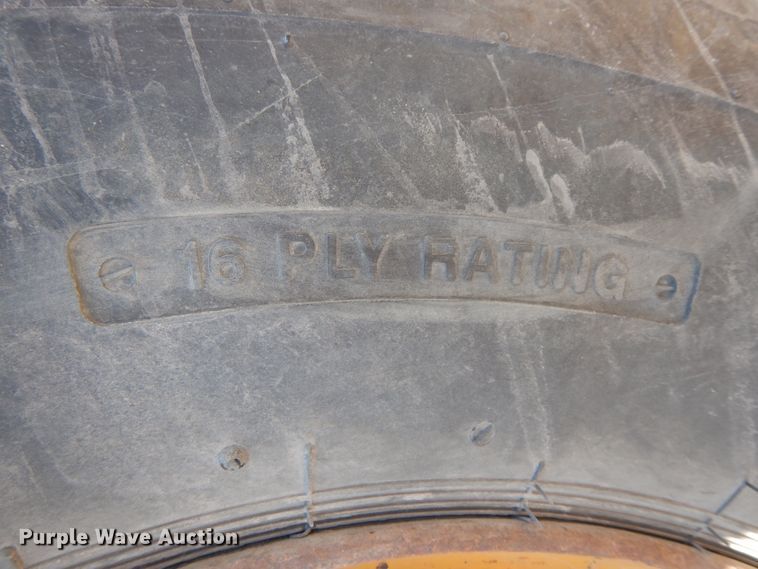 16 PLY RATING
Purple Wave Auction®